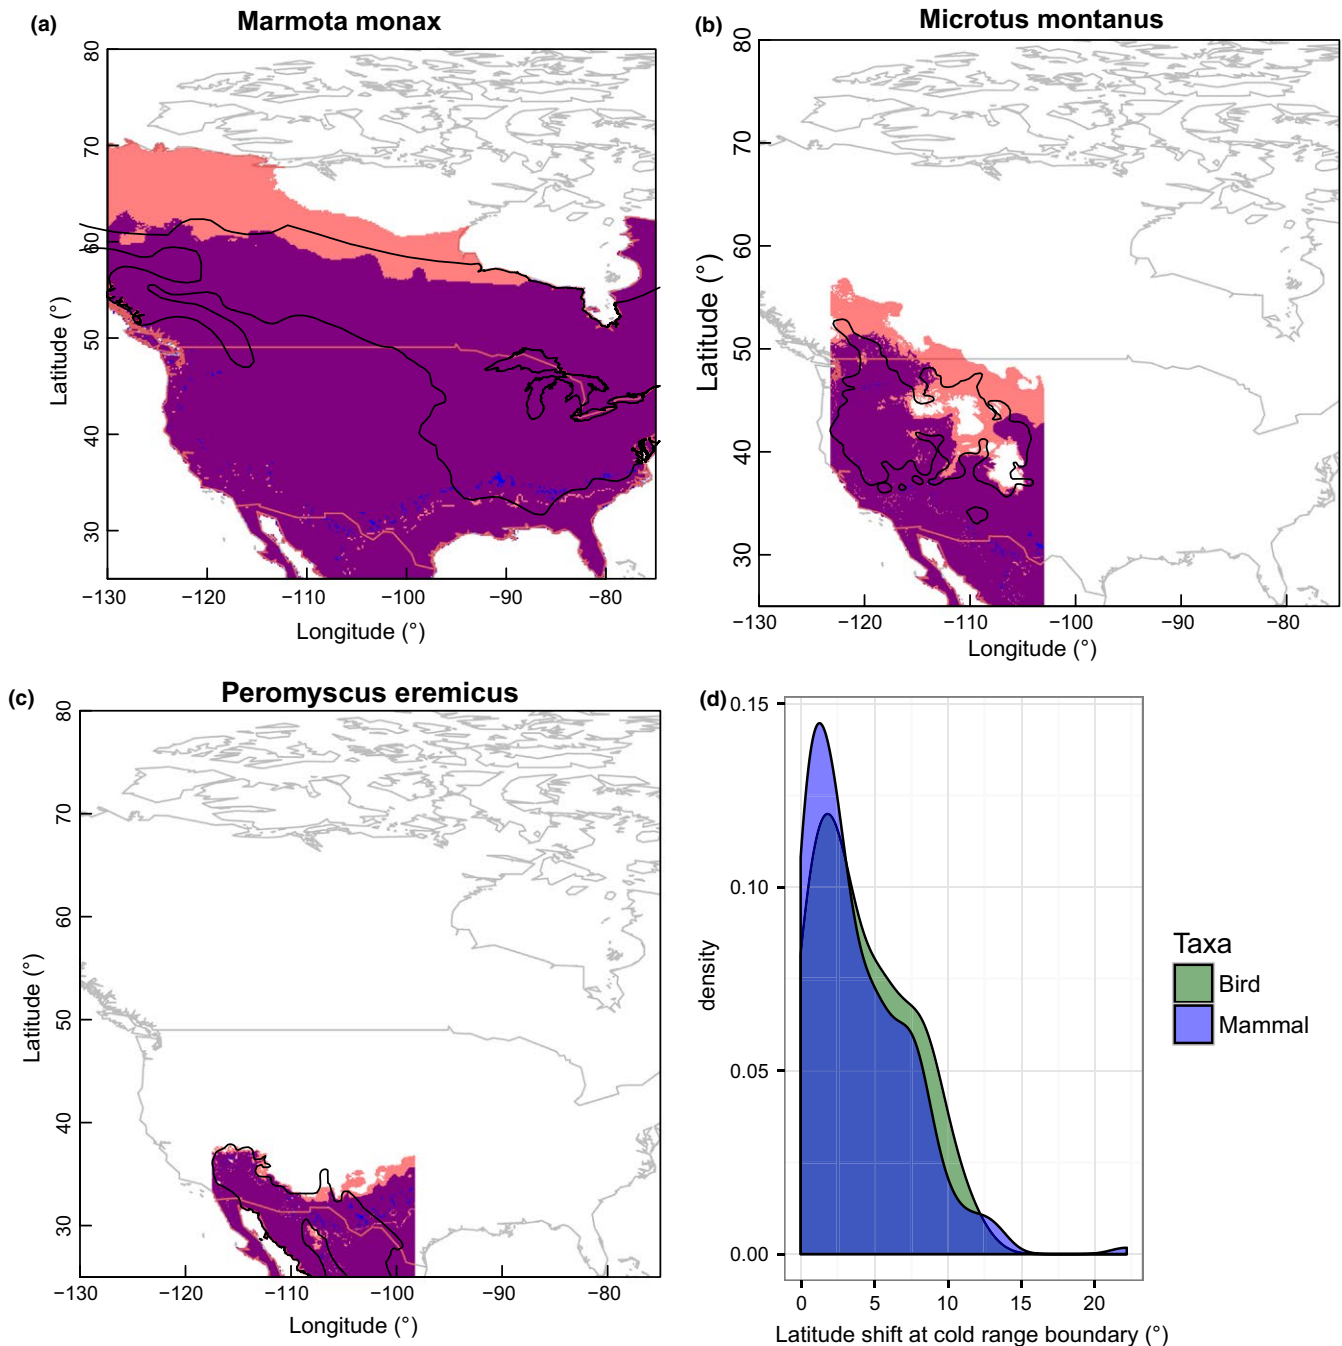 (a)
Marmota monax
80
70
60
50
40
30
Latitude (°)
−130
−120
−110
−100
−90
−80
Longitude (°)
(b)
Microtus montanus
80
70
60
50
40
30
Latitude (°)
−130
−120
−110
−100
−90
−80
Longitude (°)
(c)
Peromyscus eremicus
80
70
60
50
40
30
Latitude (°)
−130
−120
−110
−100
−90
−80
Longitude (°)
(d)
0.15
0.10
0.05
0.00
density
0
5
10
15
20
Latitude shift at cold range boundary (°)
Taxa
Bird
Mammal